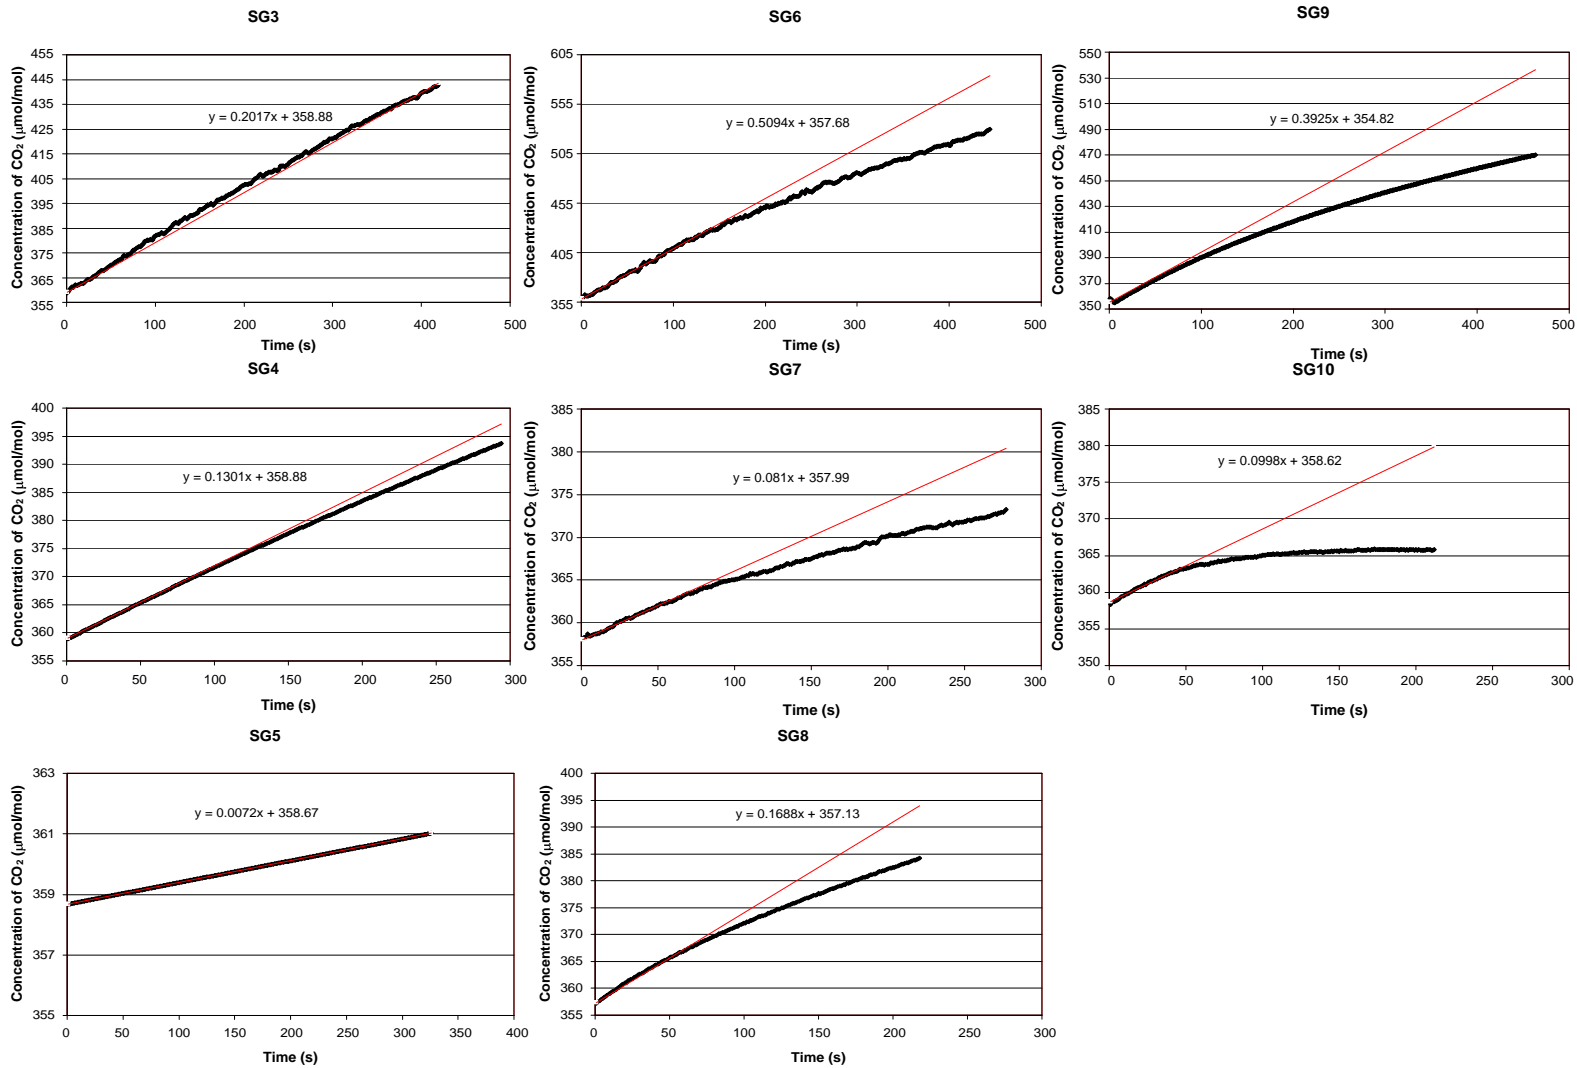 SG3
Concentration of CO₂ (μmol/mol)
455
445
435
425
415
405
395
385
375
365
355
y = 0.2017x + 358.88
0 100 200 300 400 500
Time (s)
SG6
Concentration of CO₂ (μmol/mol)
605
555
505
455
405
355
y = 0.5094x + 357.68
0 100 200 300 400 500
Time (s)
SG9
Concentration of CO₂ (μmol/mol)
550
530
510
490
470
450
430
410
390
370
350
y = 0.3925x + 354.82
0 100 200 300 400 500
Time (s)
SG4
Concentration of CO₂ (μmol/mol)
400
395
390
385
380
375
370
365
360
355
y = 0.1301x + 358.88
0 50 100 150 200 250 300
Time (s)
SG7
Concentration of CO₂ (μmol/mol)
385
380
375
370
365
360
355
y = 0.081x + 357.99
0 50 100 150 200 250 300
Time (s)
SG10
Concentration of CO₂ (μmol/mol)
385
380
375
370
365
360
355
350
y = 0.0998x + 358.62
0 50 100 150 200 250 300
Time (s)
SG5
Concentration of CO₂ (μmol/mol)
363
361
359
357
355
y = 0.0072x + 358.67
0 50 100 150 200 250 300 350 400
Time (s)
SG8
Concentration of CO₂ (μmol/mol)
400
395
390
385
380
375
370
365
360
355
y = 0.1688x + 357.13
0 50 100 150 200 250 300
Time (s)